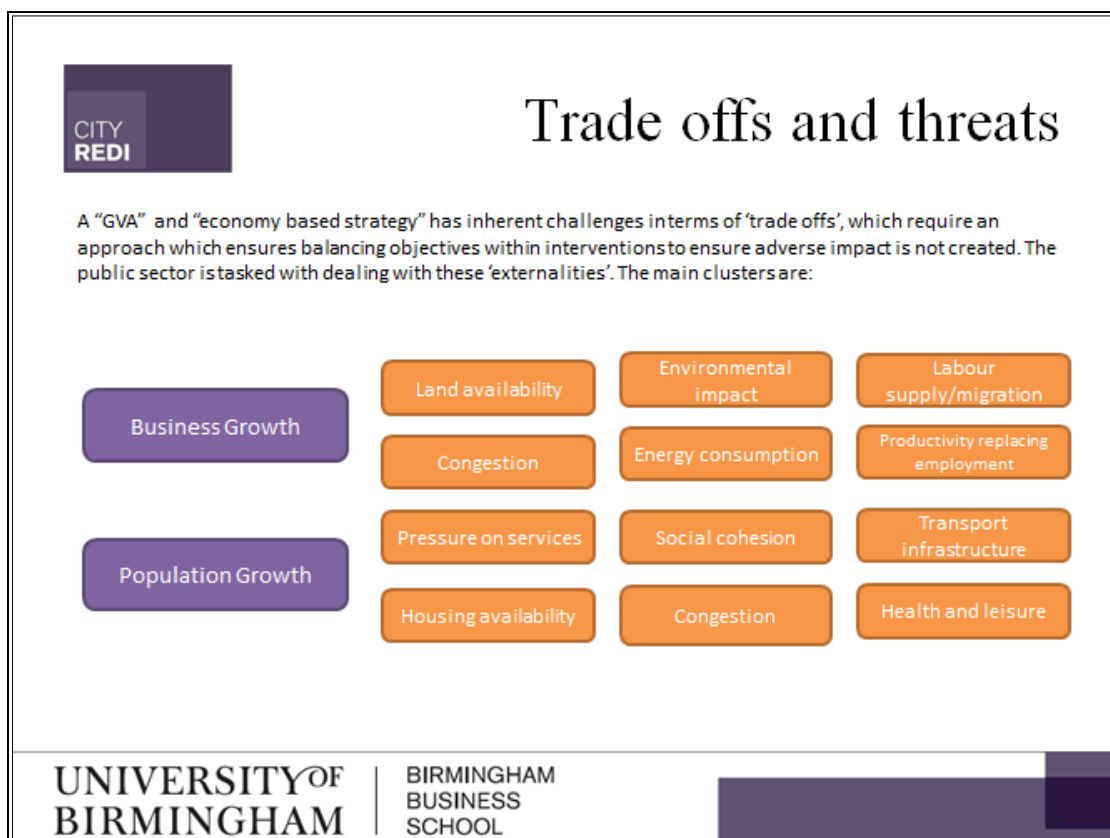 CITY
REDI
Trade offs and threats
A “GVA” and “economy based strategy” has inherent challenges in terms of ‘trade offs’, which require an
approach which ensures balancing objectives within interventions to ensure adverse impact is not created. The
public sector is tasked with dealing with these ‘externalities’. The main clusters are:
Business Growth
Land availability
Environmental
impact
Labour
supply/migration
Congestion
Energy consumption
Productivity replacing
employment
Population Growth
Pressure on services
Social cohesion
Transport
infrastructure
Housing availability
Congestion
Health and leisure
UNIVERSITY OF
BIRMINGHAM
BIRMINGHAM
BUSINESS
SCHOOL